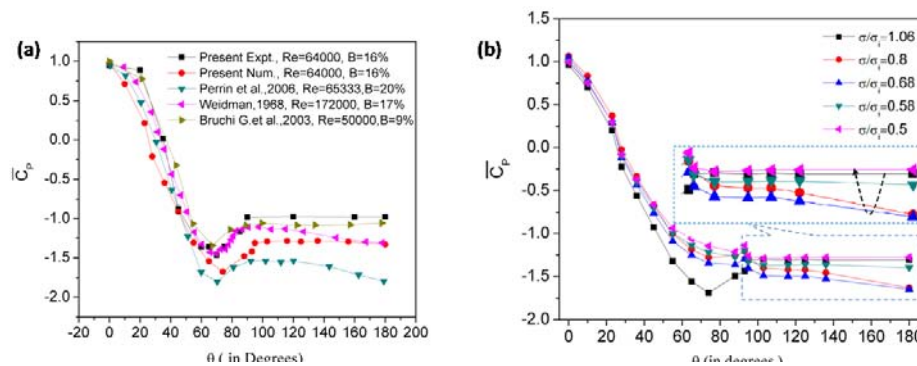 (a)
Present Expt., Re=64000, B=16%
Present Num., Re=64000, B=16%
Perrin et al.,2006, Re=65333,B=20%
Weidman,1968, Re=172000, B=17%
Bruchi G.et al.,2003, Re=50000,B=9%
C̅p
1.0
0.5
0.0
-0.5
-1.0
-1.5
-2.0
-20 0 20 40 60 80 100 120 140 160 180 200
θ ( in Degrees)
(b)
σ/σi=1.06
σ/σi=0.8
σ/σi=0.68
σ/σi=0.58
σ/σi=0.5
C̅p
1.5
1.0
0.5
0.0
-0.5
-1.0
-1.5
-2.0
0 20 40 60 80 100 120 140 160 180
θ (in degrees)